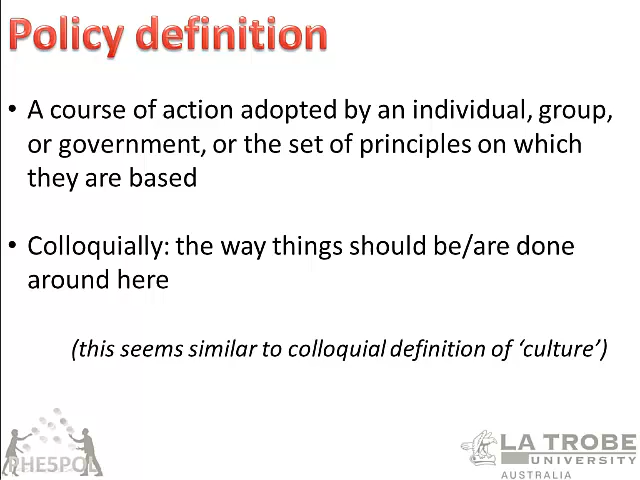 Policy definition
• A course of action adopted by an individual, group,
or government, or the set of principles on which
they are based
• Colloquially: the way things should be/are done
around here
(this seems similar to colloquial definition of ‘culture’)
PHE5POL
LA TROBE
UNIVERSITY
AUSTRALIA